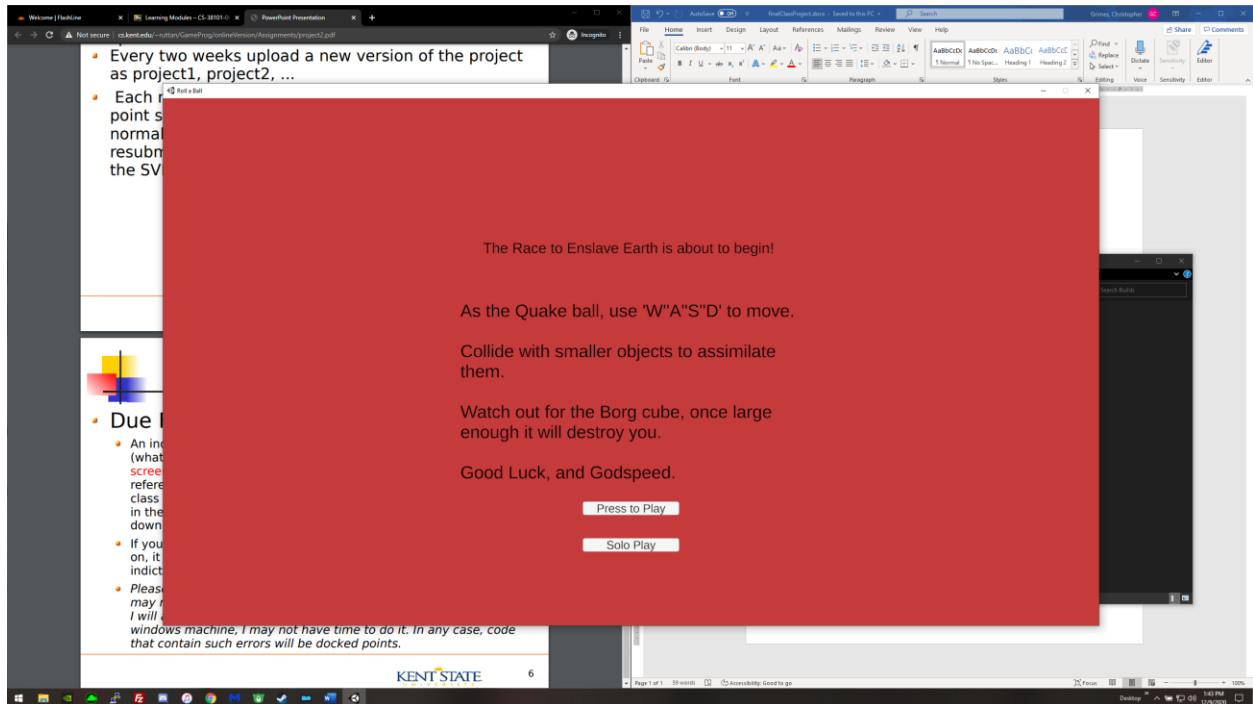 Welcome | FlashLine
Learning Modules – CS-38101-0
PowerPoint Presentation
Not secure | cs.kent.edu/~ruttan/GameProg/onlineVersion/Assignments/project2.pdf
Incognito
Every two weeks upload a new version of the project
as project1, project2, ...
Each
point s
normal
resubm
the SV
Due
An in
(what
scree
refere
class
in the
down
If you
on, it
indict
Pleas
may
I will
windows machine, I may not have time to do it. In any case, code
that contain such errors will be docked points.
KENT STATE
UNIVERSITY
6
AutoSave Off
finalClassProject.docx - Saved to this PC
Search
Grimes, Christopher
GC
File Home Insert Design Layout References Mailings Review View Help
Share Comments
Paste
Calibri (Body) 11
AaBbCcDc AaBbCcDc AaBbCc AaBbCcC
¶ Normal ¶ No Spac... Heading 1 Heading 2
Find
Replace
Select
Dictate
Sensitivity
Editor
Clipboard Font Paragraph Styles Editing Voice Sensitivity Editor
Roll a Ball
The Race to Enslave Earth is about to begin!
As the Quake ball, use 'W''A''S''D' to move.
Collide with smaller objects to assimilate
them.
Watch out for the Borg cube, once large
enough it will destroy you.
Good Luck, and Godspeed.
Press to Play
Solo Play
Search Builds
Page 1 of 1 59 words Accessibility: Good to go
Focus
100%
Desktop
1:43 PM
12/9/2020